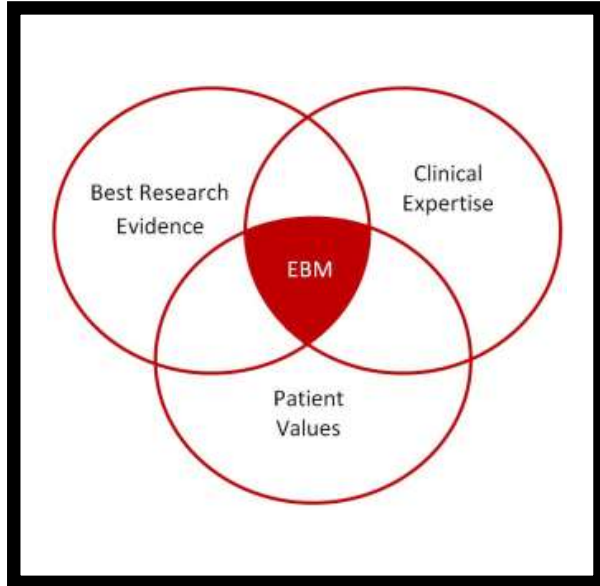 Best Research
Evidence
Clinical
Expertise
EBM
Patient
Values